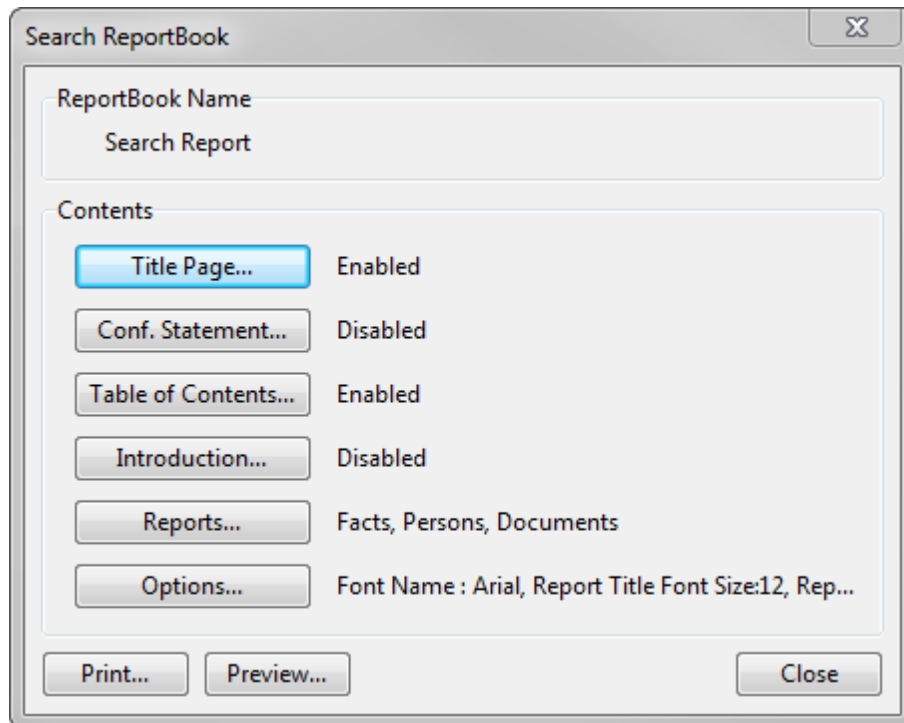 Search ReportBook
ReportBook Name
Search Report
Contents
Title Page... Enabled
Conf. Statement... Disabled
Table of Contents... Enabled
Introduction... Disabled
Reports... Facts, Persons, Documents
Options... Font Name : Arial, Report Title Font Size:12, Rep...
Print... Preview... Close